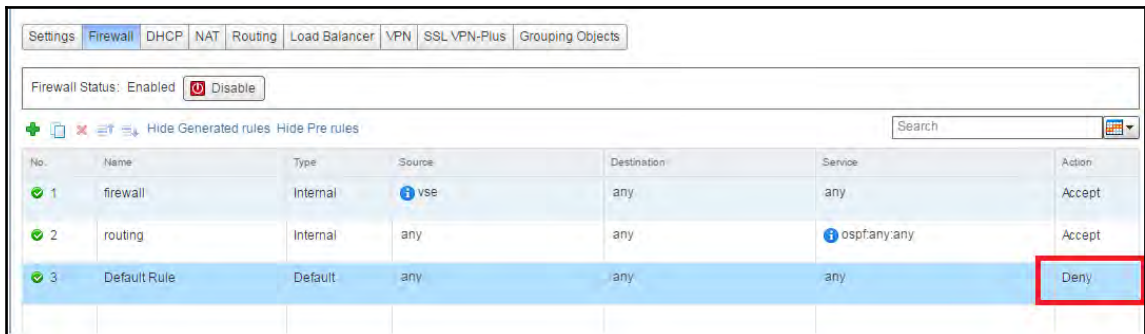 Settings Firewall DHCP NAT Routing Load Balancer VPN SSL VPN-Plus Grouping Objects
Firewall Status: Enabled Disable
Hide Generated rules Hide Pre rules Search
No. Name Type Source Destination Service Action
1 firewall Internal vse any any Accept
2 routing Internal any any ospf:any:any Accept
3 Default Rule Default any any any Deny